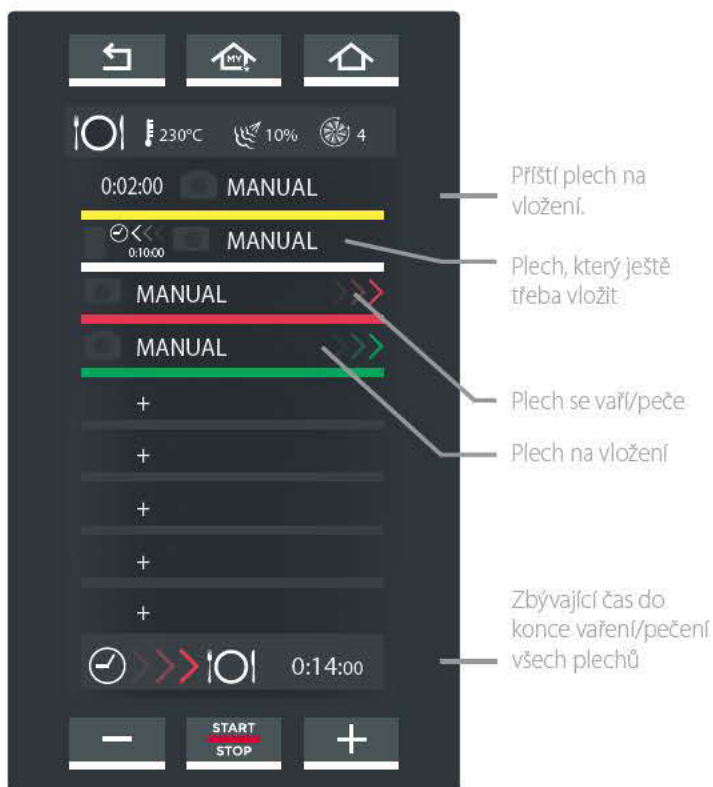 MY
230°C 10% 4
0:02:00 MANUAL
0:10:00 MANUAL
MANUAL
MANUAL
+
+
+
+
+
0:14:00
START
STOP
Příští plech na
vložení.
Plech, který ještě
třeba vložit
Plech se vaří/peče
Plech na vložení
Zbývající čas do
konce vaření/pečení
všech plechů